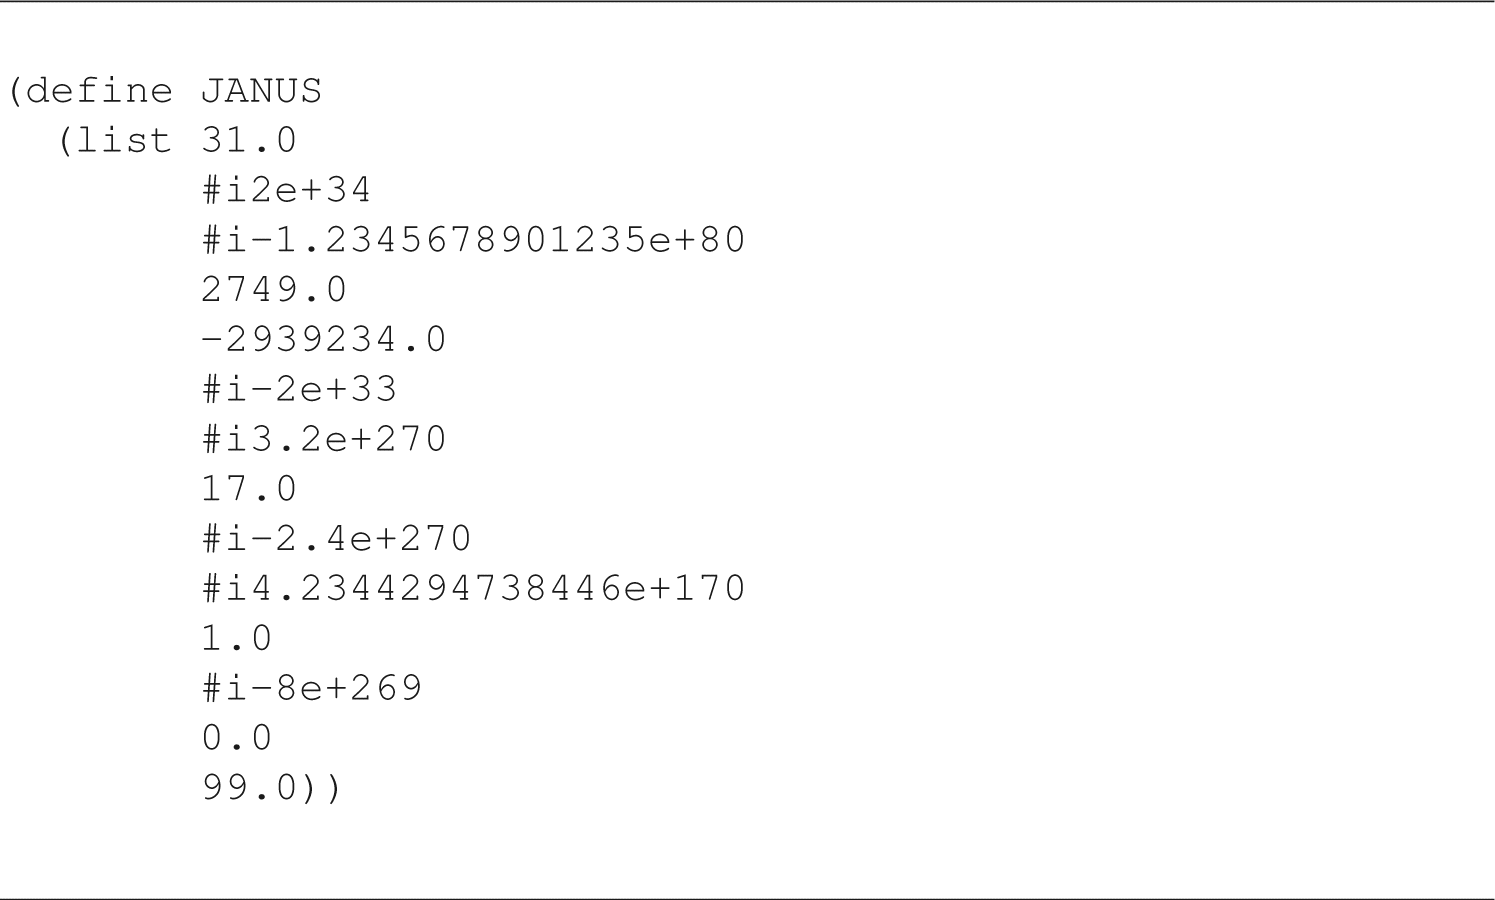 (define JANUS
  (list 31.0
        #i2e+34
        #i-1.2345678901235e+80
        2749.0
        -2939234.0
        #i-2e+33
        #i3.2e+270
        17.0
        #i-2.4e+270
        #i4.2344294738446e+170
        1.0
        #i-8e+269
        0.0
        99.0))